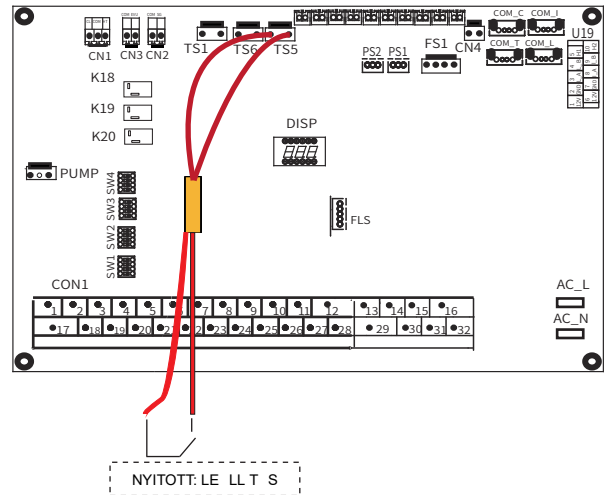 COM_C COM_I
U19
TS1 TS6 TS5
CN1 CN3 CN2
PS2 PS1 FS1 CN4
COM_T COM_L
K18
K19
K20
DISP
PUMP
SW4
SW3
SW2
SW1
FLS
CON1
AC_L
AC_N
1 2 3 4 5 6 7 8 9 10 11 12 13 14 15 16
17 18 19 20 21 22 23 24 25 26 27 28 29 30 31 32
NYITOTT: LE LL T S